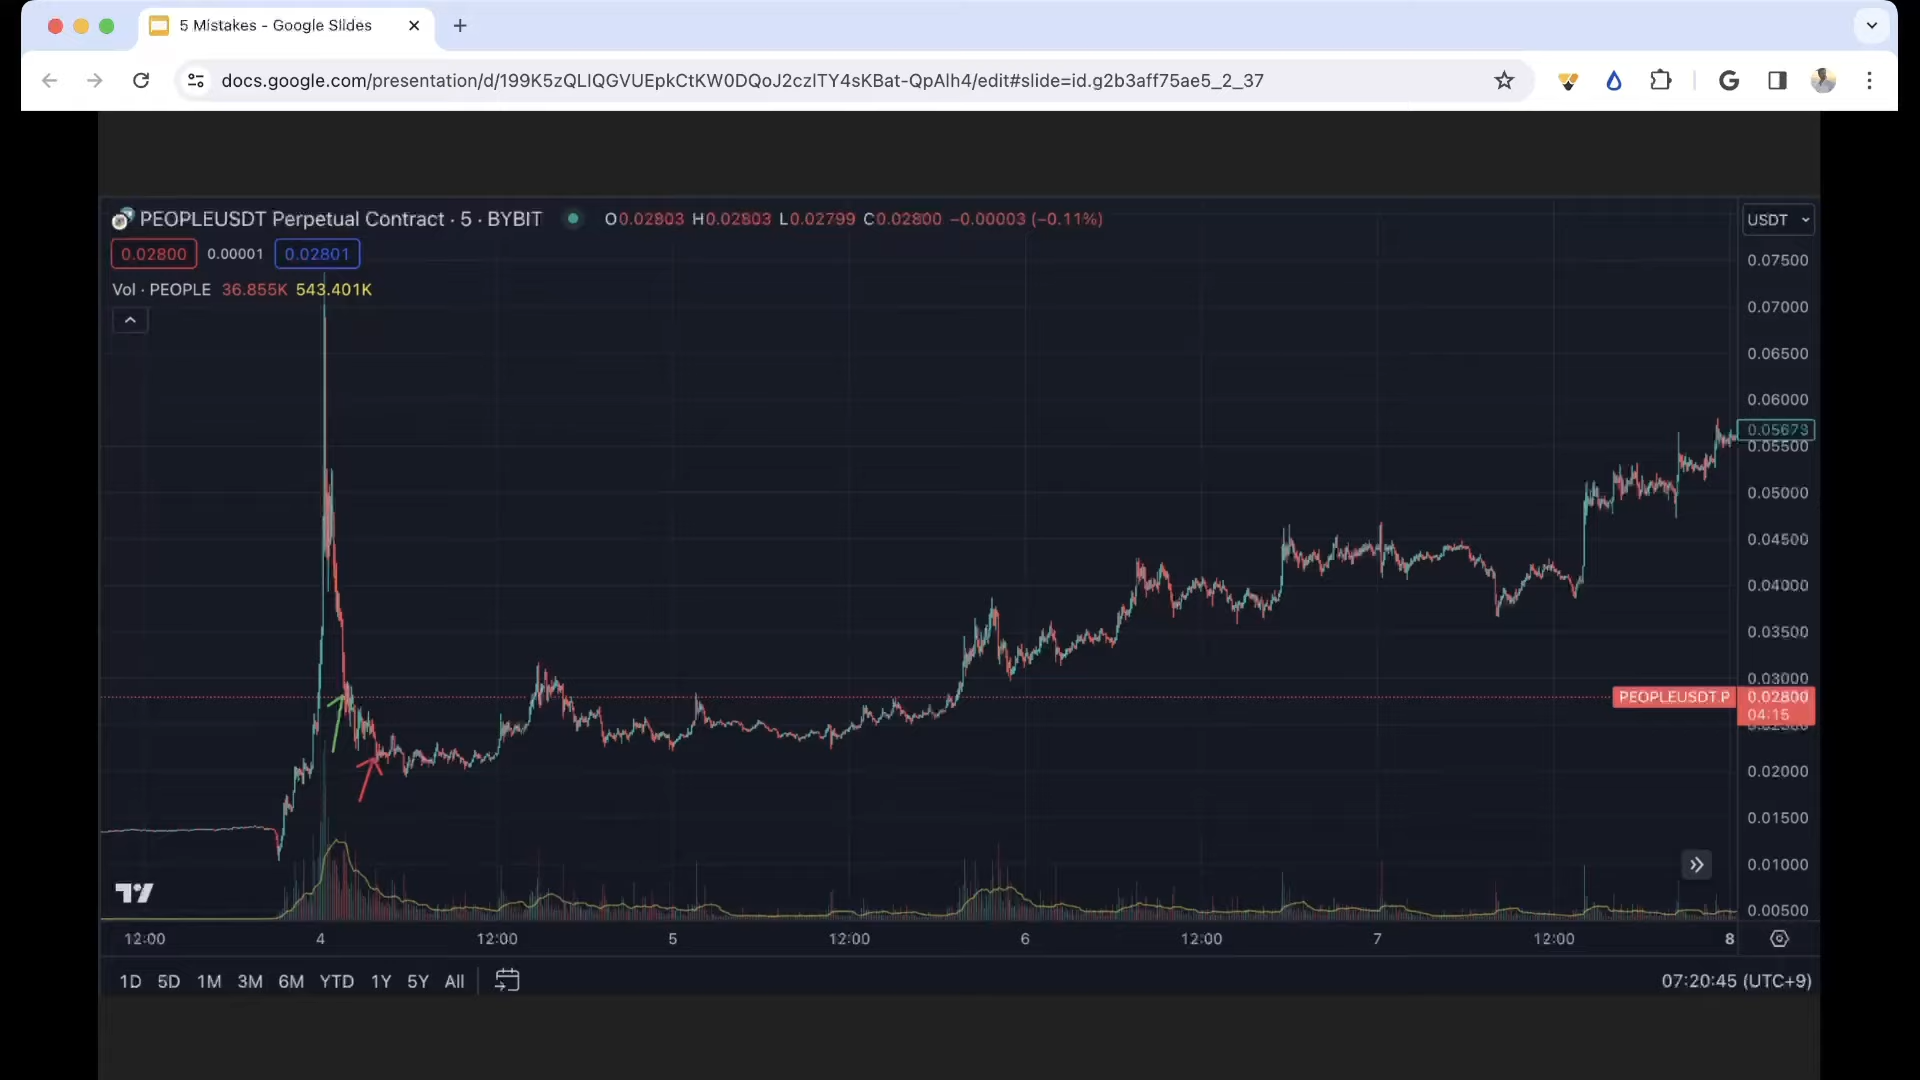 5 Mistakes - Google Slides
docs.google.com/presentation/d/199K5zQLIQGVUEpkCtKW0DQoJ2czITY4sKBat-QpAlh4/edit#slide=id.g2b3aff75ae5_2_37
PEOPLEUSDT Perpetual Contract · 5 · BYBIT O0.02803 H0.02803 L0.02799 C0.02800 −0.00003 (−0.11%)
USDT
0.02800 0.00001 0.02801
Vol · PEOPLE 36.855K 543.401K
0.07500
0.07000
0.06500
0.06000
0.05673
0.05500
0.05000
0.04500
0.04000
0.03500
0.03000
PEOPLEUSDT.P 0.02800
04:15
0.02000
0.01500
0.01000
0.00500
12:00 4 12:00 5 12:00 6 12:00 7 12:00 8
1D 5D 1M 3M 6M YTD 1Y 5Y All
07:20:45 (UTC+9)